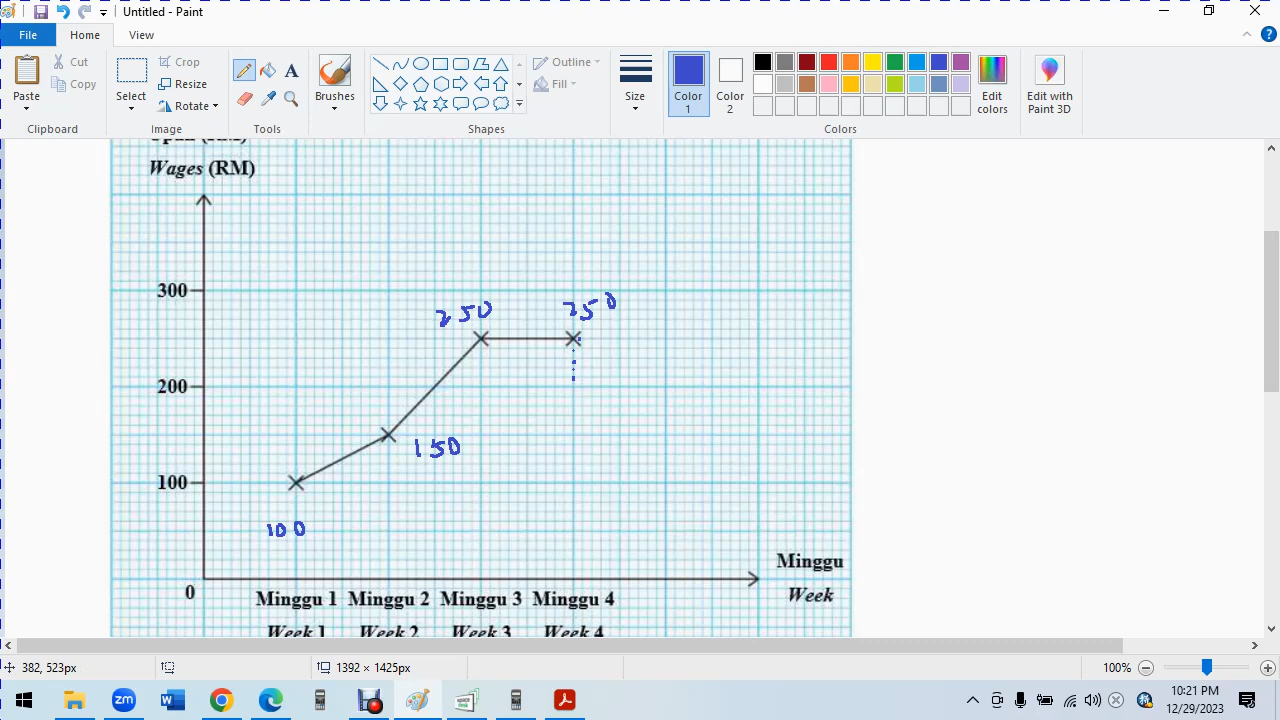 Untitled - Paint
File Home View
Paste Cut Copy Select Crop Resize Rotate A Brushes Outline Fill Size Color 1 Color 2 Edit colors Edit with Paint 3D
Clipboard Image Tools Shapes Colors
Wages (RM)
300
250 250
200
150
100
100
0
Minggu
Week
Minggu 1 Minggu 2 Minggu 3 Minggu 4
Week 1 Week 2 Week 3 Week 4
382, 523px 1392 × 1425px 100%
zm W
10:21 PM
12/29/2023